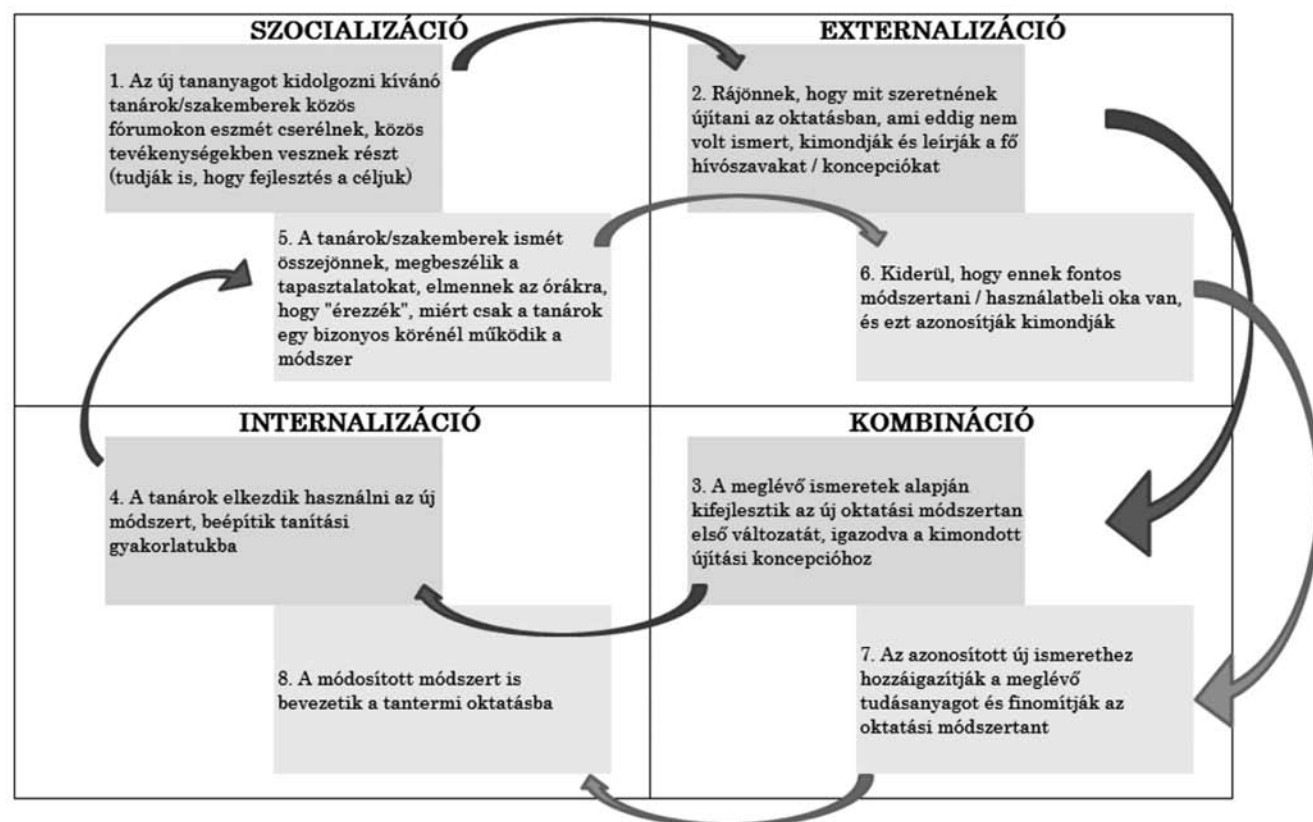 SZOCIALIZÁCIÓ
1. Az új tananyagot kidolgozni kívánó
tanárok/szakemberek közös
fórumokon eszmét cserélnek, közös
tevékenységekben vesznek részt
(tudják is, hogy fejlesztés a céljuk)
5. A tanárok/szakemberek ismét
összejönnek, megbeszélik a
tapasztalatokat, elmennek az órákra,
hogy "érezzék", miért csak a tanárok
egy bizonyos körénél működik a
módszer
EXTERNALIZÁCIÓ
2. Rájönnek, hogy mit szeretnének
újítani az oktatásban, ami eddig nem
volt ismert, kimondják és leírják a fő
hívószavakat / koncepciókat
6. Kiderül, hogy ennek fontos
módszertani / használatbeli oka van,
és ezt azonosítják kimondják
INTERNALIZÁCIÓ
4. A tanárok elkezdik használni az új
módszert, beépítik tanítási
gyakorlatukba
8. A módosított módszert is
bevezetik a tantermi oktatásba
KOMBINÁCIÓ
3. A meglévő ismeretek alapján
kifejlesztik az új oktatási módszertan
első változatát, igazodva a kimondott
újítási koncepcióhoz
7. Az azonosított új ismerethez
hozzáigazítják a meglévő
tudásanyagot és finomítják az
oktatási módszertant